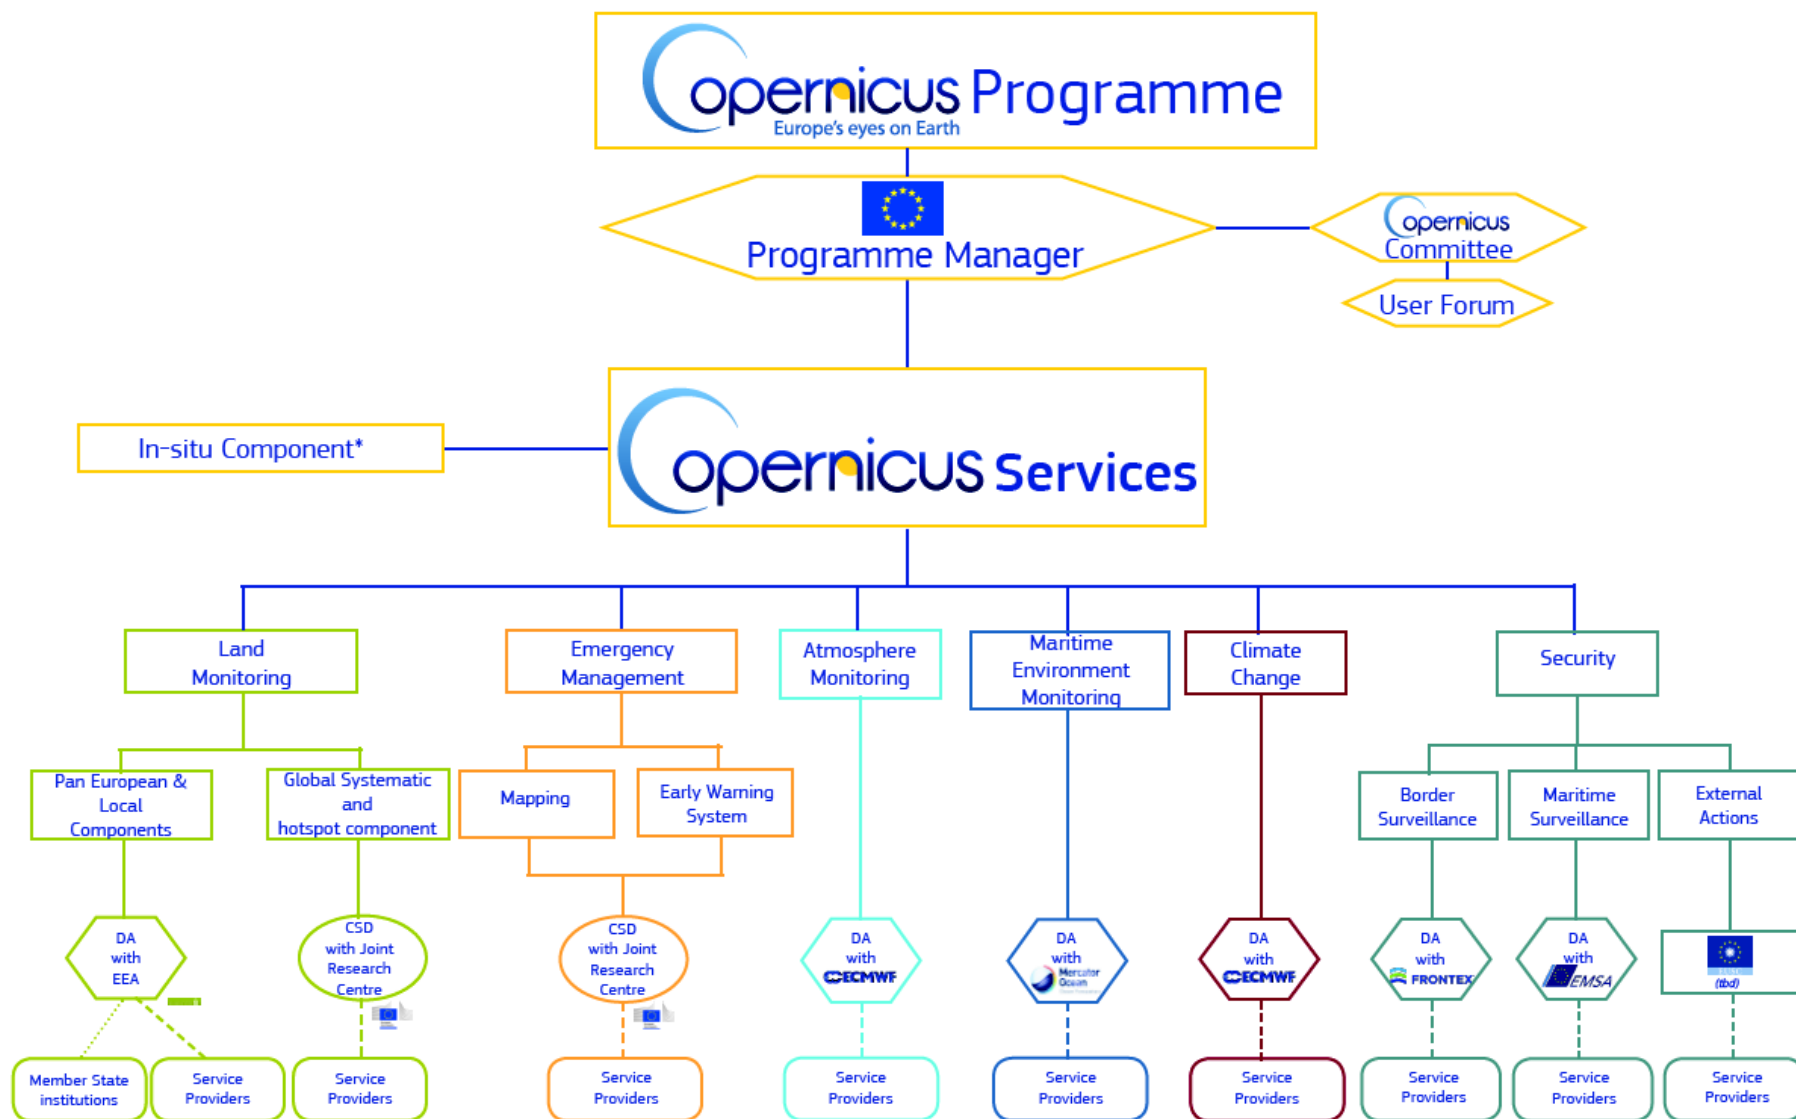 Copernicus Programme
Europe's eyes on Earth
Programme Manager
Copernicus
Committee
User Forum
In-situ Component*
Copernicus Services
Land
Monitoring
Emergency
Management
Atmosphere
Monitoring
Maritime
Environment
Monitoring
Climate
Change
Security
Pan European &
Local
Components
Global Systematic
and
hotspot component
Mapping
Early Warning
System
Border
Surveillance
Maritime
Surveillance
External
Actions
DA
with
EEA
CSD
with Joint
Research
Centre
CSD
with Joint
Research
Centre
DA
with
ECMWF
DA
with
Mercator
Ocean
DA
with
ECMWF
DA
with
FRONTEX
DA
with
EMSA
(tbd)
Member State
institutions
Service
Providers
Service
Providers
Service
Providers
Service
Providers
Service
Providers
Service
Providers
Service
Providers
Service
Providers
Service
Providers